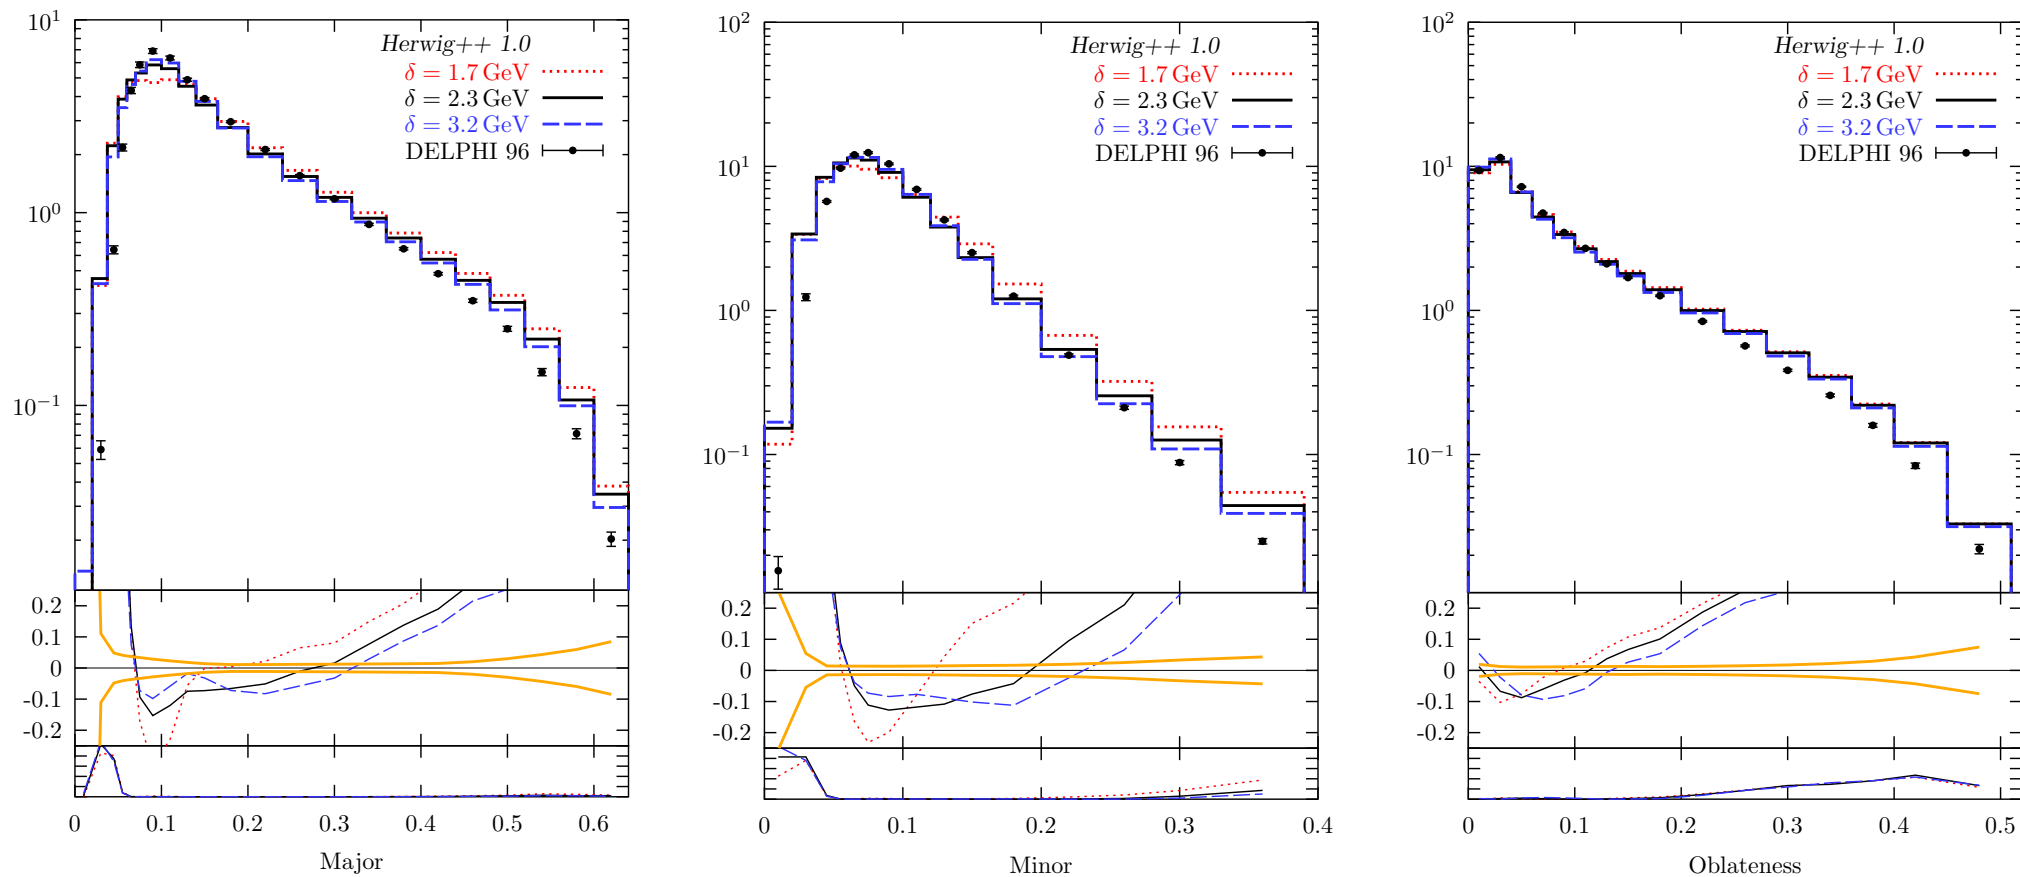 10^1
10^0
10^−1
Herwig++ 1.0
δ = 1.7 GeV
δ = 2.3 GeV
δ = 3.2 GeV
DELPHI 96
0.2
0.1
0
-0.1
-0.2
0 0.1 0.2 0.3 0.4 0.5 0.6
Major
10^2
10^1
10^0
10^−1
Herwig++ 1.0
δ = 1.7 GeV
δ = 2.3 GeV
δ = 3.2 GeV
DELPHI 96
0.2
0.1
0
-0.1
-0.2
0 0.1 0.2 0.3 0.4
Minor
10^2
10^1
10^0
10^−1
Herwig++ 1.0
δ = 1.7 GeV
δ = 2.3 GeV
δ = 3.2 GeV
DELPHI 96
0.2
0.1
0
-0.1
-0.2
0 0.1 0.2 0.3 0.4 0.5
Oblateness